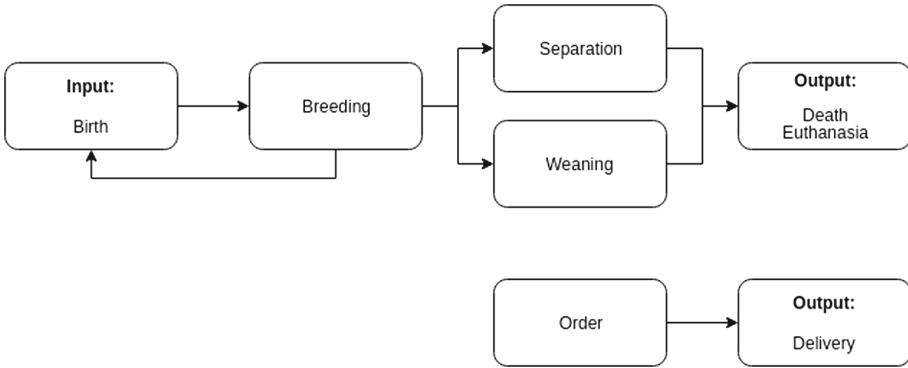 Input:
Birth
Breeding
Separation
Weaning
Output:
Death
Euthanasia
Order
Output:
Delivery